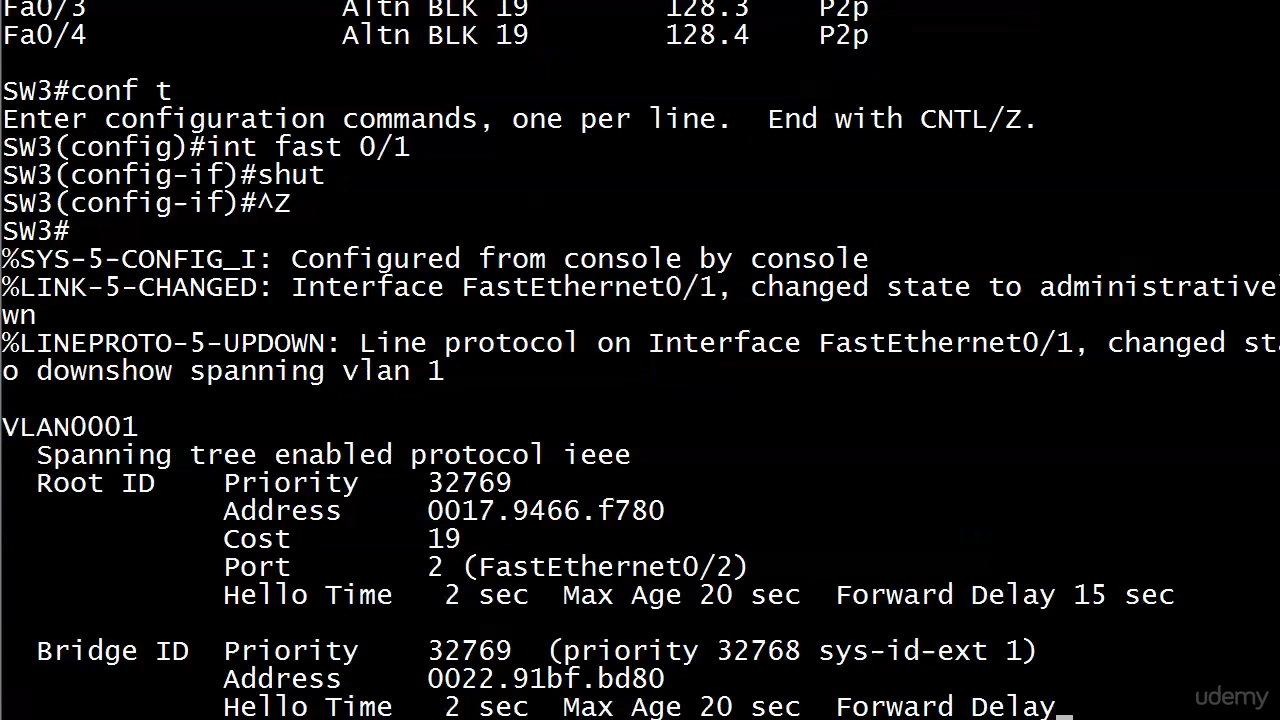 Fa0/3               Altn BLK 19        128.3    P2p
Fa0/4               Altn BLK 19        128.4    P2p

SW3#conf t
Enter configuration commands, one per line.  End with CNTL/Z.
SW3(config)#int fast 0/1
SW3(config-if)#shut
SW3(config-if)#^Z
SW3#
%SYS-5-CONFIG_I: Configured from console by console
%LINK-5-CHANGED: Interface FastEthernet0/1, changed state to administrative
wn
%LINEPROTO-5-UPDOWN: Line protocol on Interface FastEthernet0/1, changed sta
o downshow spanning vlan 1

VLAN0001
  Spanning tree enabled protocol ieee
  Root ID    Priority    32769
             Address     0017.9466.f780
             Cost        19
             Port        2 (FastEthernet0/2)
             Hello Time   2 sec  Max Age 20 sec  Forward Delay 15 sec

  Bridge ID  Priority    32769  (priority 32768 sys-id-ext 1)
             Address     0022.91bf.bd80
             Hello Time   2 sec  Max Age 20 sec  Forward Delay
udemy